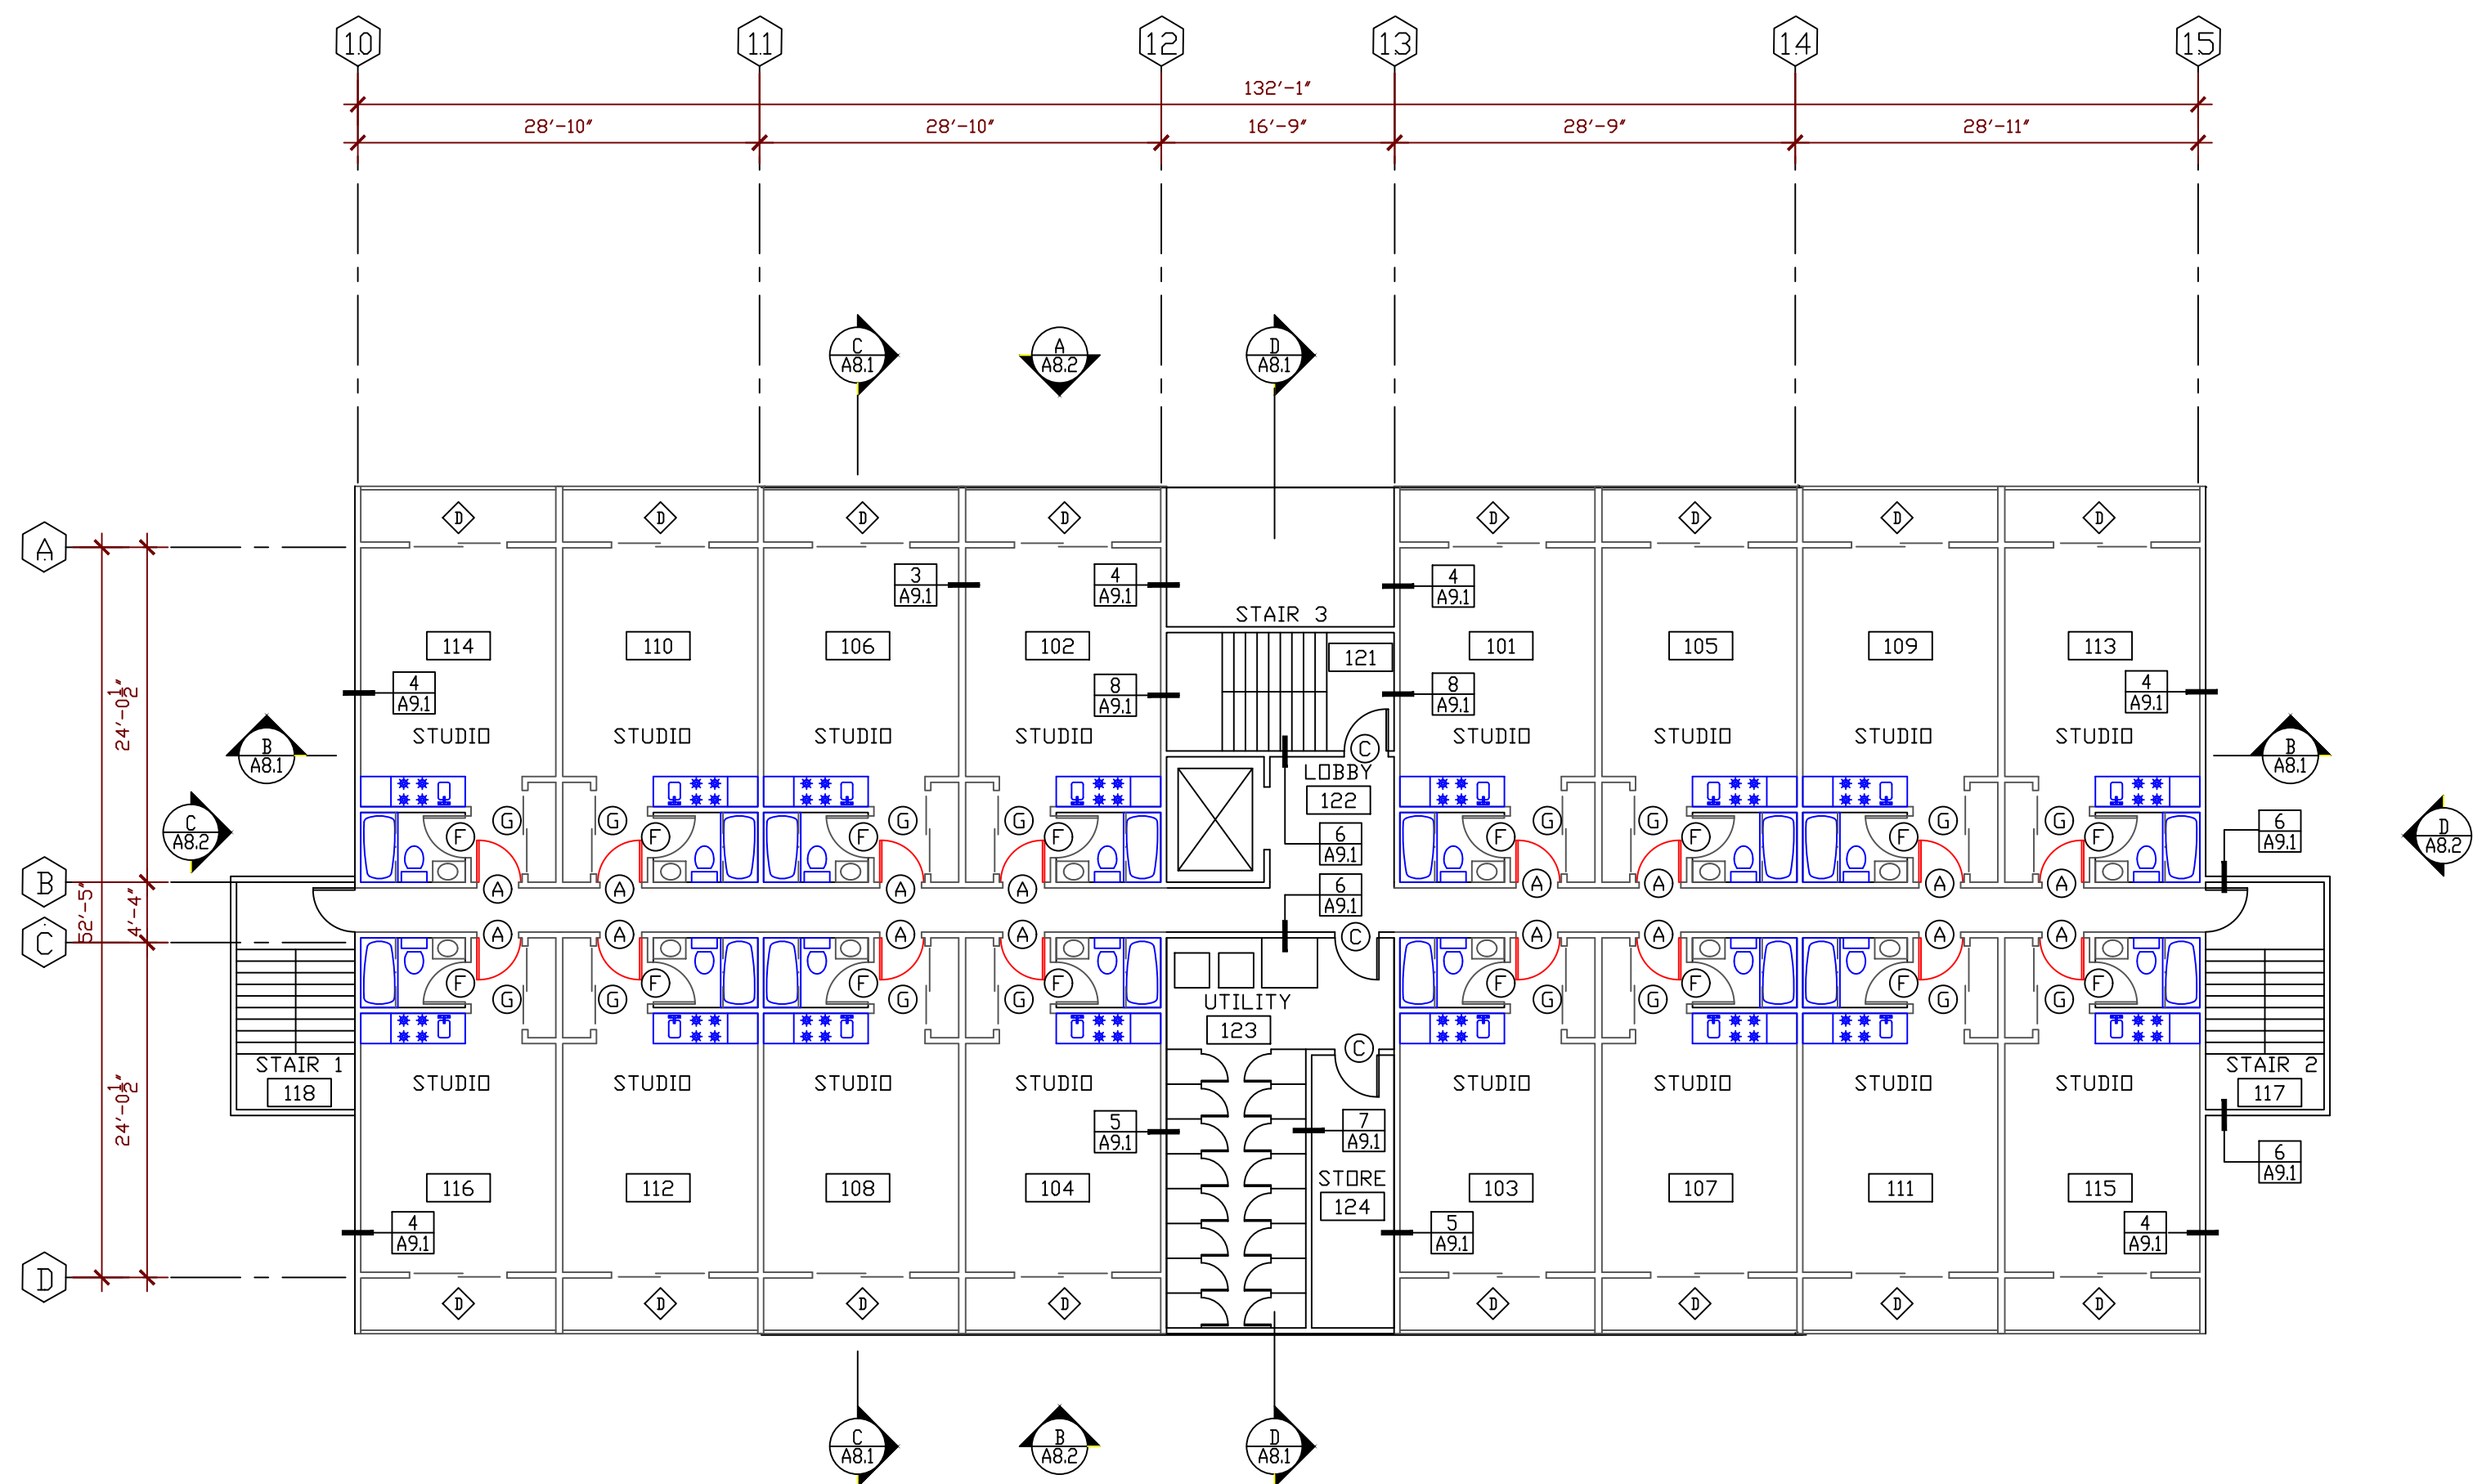 10 11 12 13 14 15
132'-1"
28'-10" 28'-10" 16'-9" 28'-9" 28'-11"
C A8.1 A A8.2 D A8.1
D D D D D D D D
A
3 A9.1 4 A9.1 4 A9.1
STAIR 3
114 110 106 102 121 101 105 109 113
4 A9.1 8 A9.1 8 A9.1 4 A9.1
24'-0½"
B A8.1 STUDIO STUDIO STUDIO STUDIO C STUDIO STUDIO STUDIO STUDIO B A8.1
LOBBY
122
G G G G G G G G
C A8.2 F F F F 6 A9.1 F F F F 6 A9.1 D A8.2
B A A A A A A A A
6 A9.1
52'-5" 4'-4"
C A A A A C A A A A
F F F F F F F F
G G G G UTILITY G G G G
123
C
STAIR 1 STAIR 2
STUDIO STUDIO STUDIO STUDIO STUDIO STUDIO STUDIO STUDIO
118 117
24'-0½"
5 A9.1 7 A9.1
6 A9.1
STORE
116 112 108 104 124 103 107 111 115
4 A9.1 5 A9.1 4 A9.1
D
D D D D D D D D
C A8.1 B A8.2 D A8.1